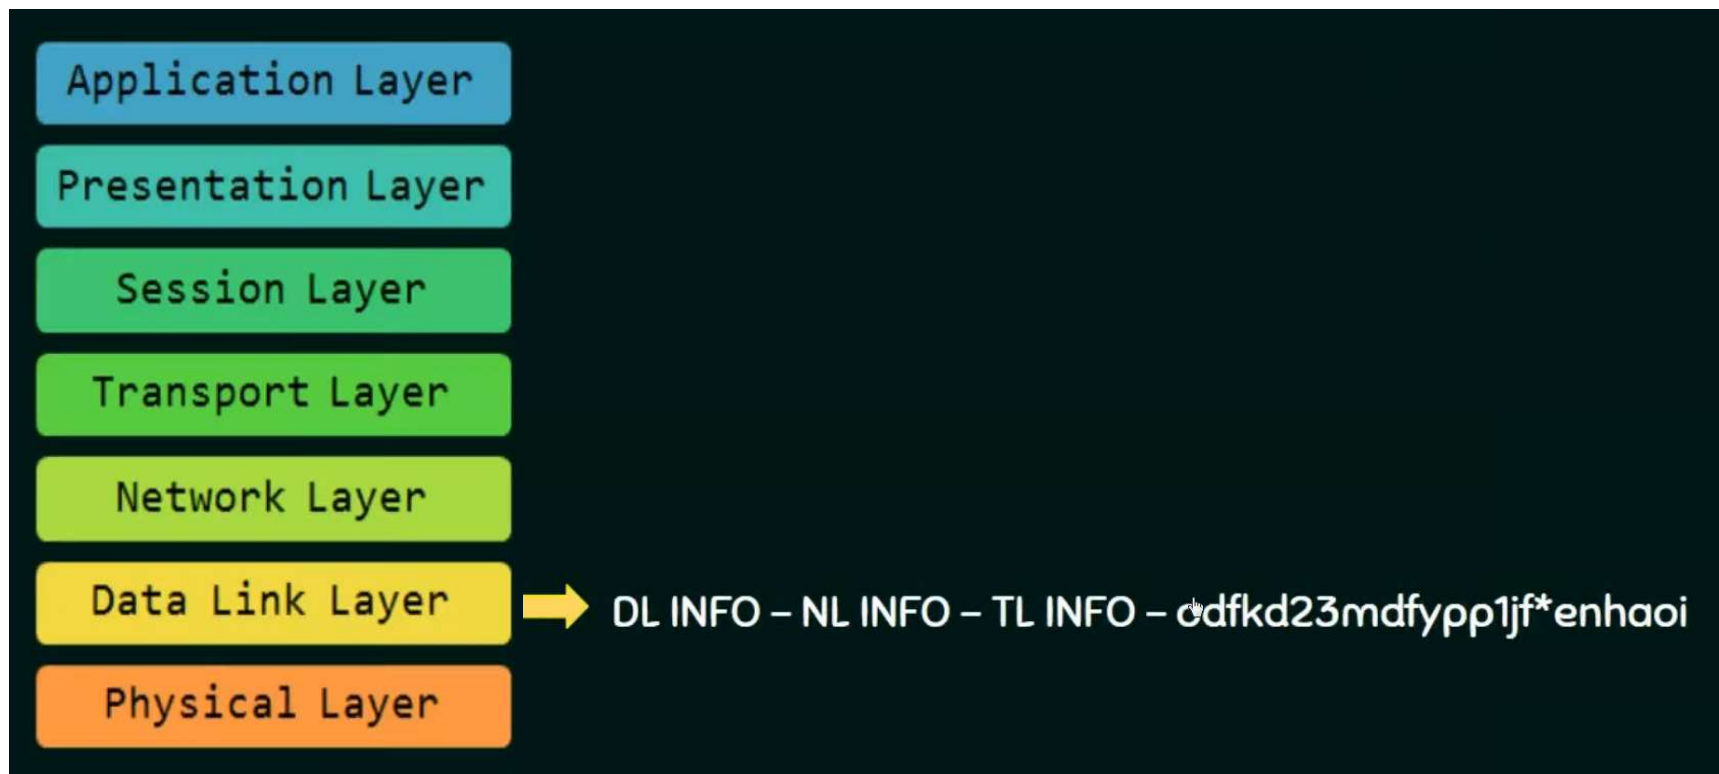 Application Layer
Presentation Layer
Session Layer
Transport Layer
Network Layer
Data Link Layer
DL INFO – NL INFO – TL INFO – odfkd23mdfypp1jf*enhaoi
Physical Layer